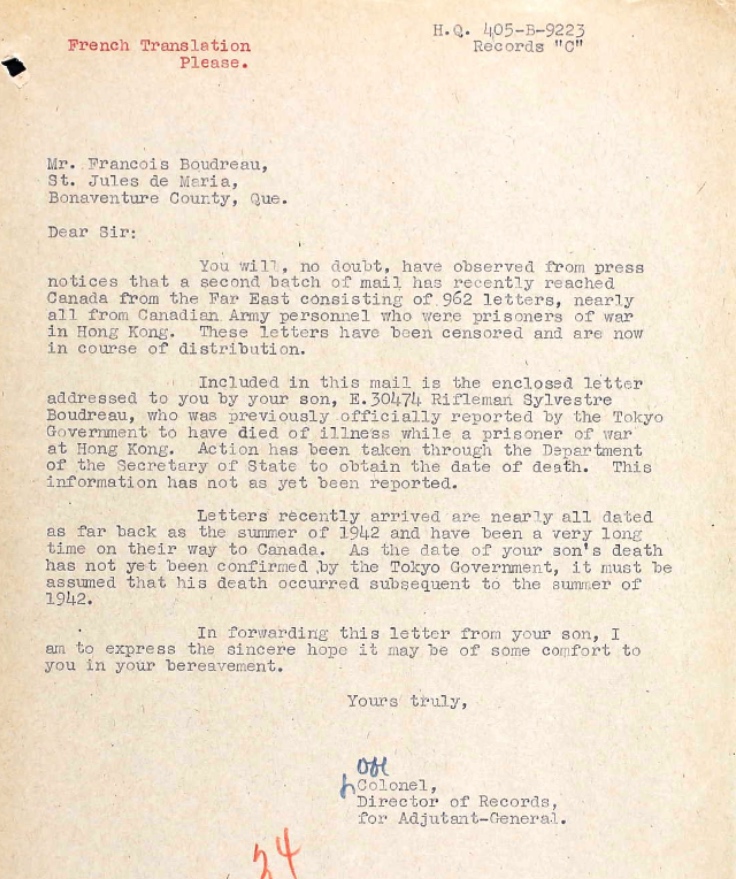 H.Q. 405-B-9223
French Translation
Records "C"
Please.
Mr. Francois Boudreau,
St. Jules de Maria,
Bonaventure County, Que.
Dear Sir:
You will, no doubt, have observed from press
notices that a second batch of mail has recently reached
Canada from the Far East consisting of 962 letters, nearly
all from Canadian Army personnel who were prisoners of war
in Hong Kong. These letters have been censored and are now
in course of distribution.
Included in this mail is the enclosed letter
addressed to you by your son, E.30474 Rifleman Sylvestre
Boudreau, who was previously officially reported by the Tokyo
Government to have died of illness while a prisoner of war
at Hong Kong. Action has been taken through the Department
of the Secretary of State to obtain the date of death. This
information has not as yet been reported.
Letters recently arrived are nearly all dated
as far back as the summer of 1942 and have been a very long
time on their way to Canada. As the date of your son's death
has not yet been confirmed by the Tokyo Government, it must be
assumed that his death occurred subsequent to the summer of
1942.
In forwarding this letter from your son, I
am to express the sincere hope it may be of some comfort to
you in your bereavement.
Yours truly,
Colonel,
Director of Records,
for Adjutant-General.
24